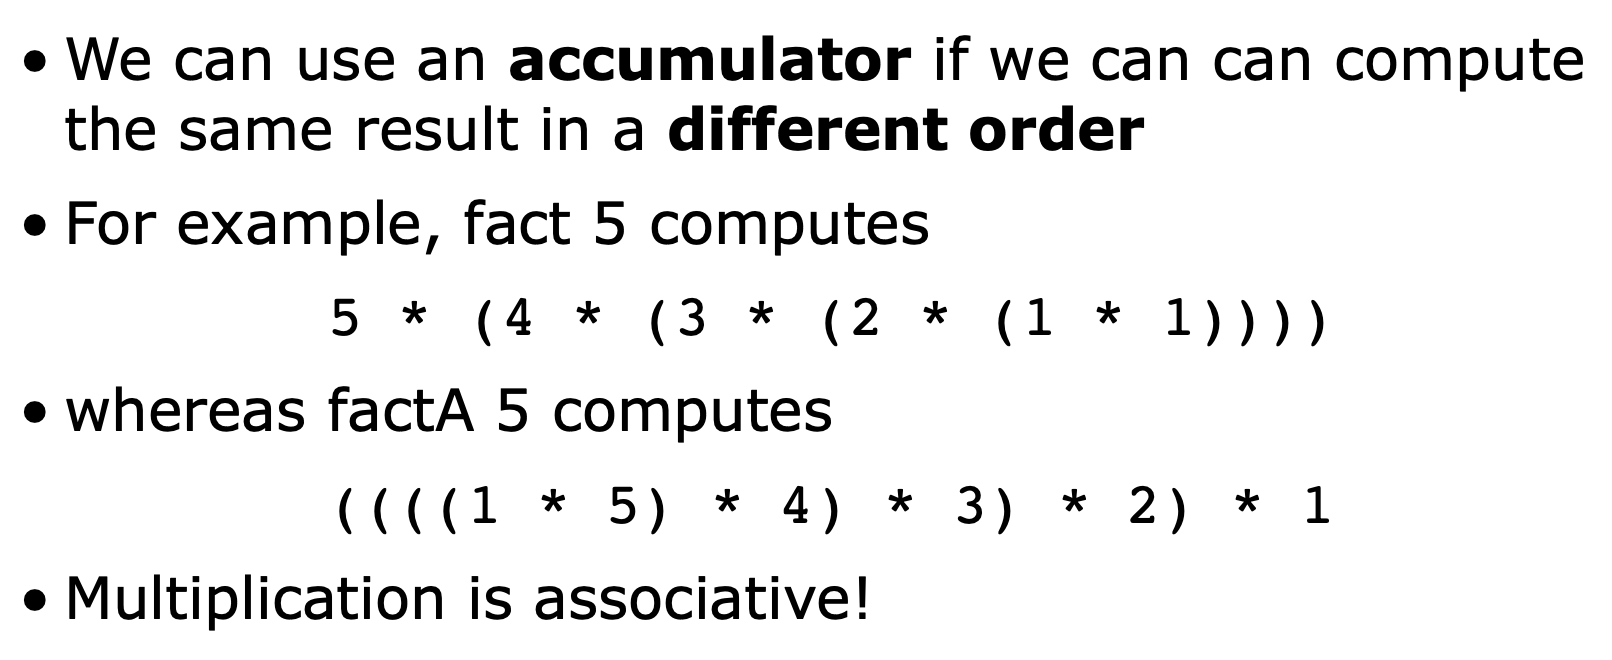 • We can use an accumulator if we can can compute
the same result in a different order
• For example, fact 5 computes
5 * (4 * (3 * (2 * (1 * 1))))
• whereas factA 5 computes
((((1 * 5) * 4) * 3) * 2) * 1
• Multiplication is associative!